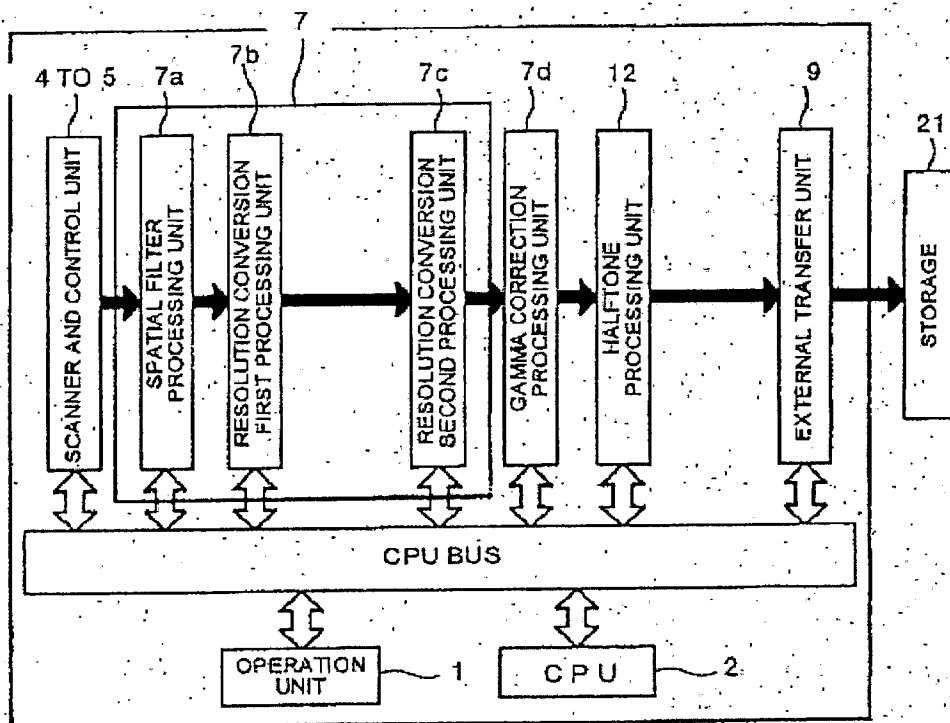 7
4 TO 5
7a
7b
7c
7d
12
9
21
SCANNER AND CONTROL UNIT
SPATIAL FILTER
PROCESSING UNIT
RESOLUTION CONVERSION
FIRST PROCESSING UNIT
RESOLUTION CONVERSION
SECOND PROCESSING UNIT
GAMMA CORRECTION
PROCESSING UNIT
HALFTONE
PROCESSING UNIT
EXTERNAL TRANSFER UNIT
STORAGE
CPU BUS
OPERATION
UNIT
1
CPU
2